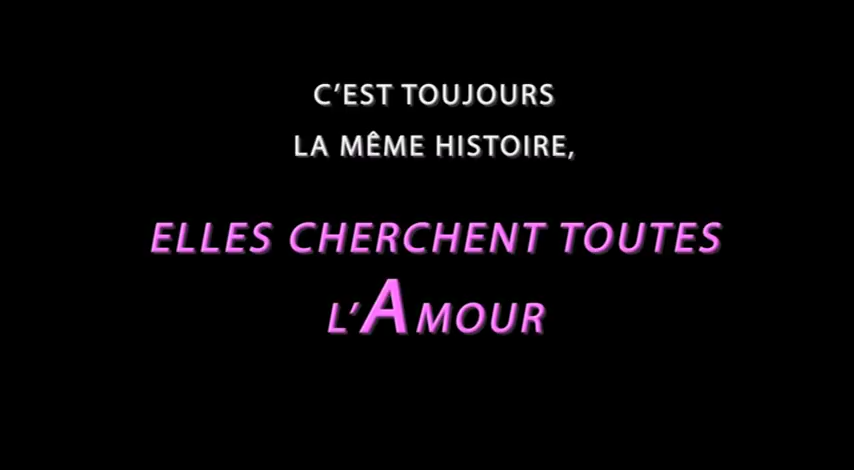 C'EST TOUJOURS
LA MÊME HISTOIRE,
ELLES CHERCHENT TOUTES
L'AMOUR